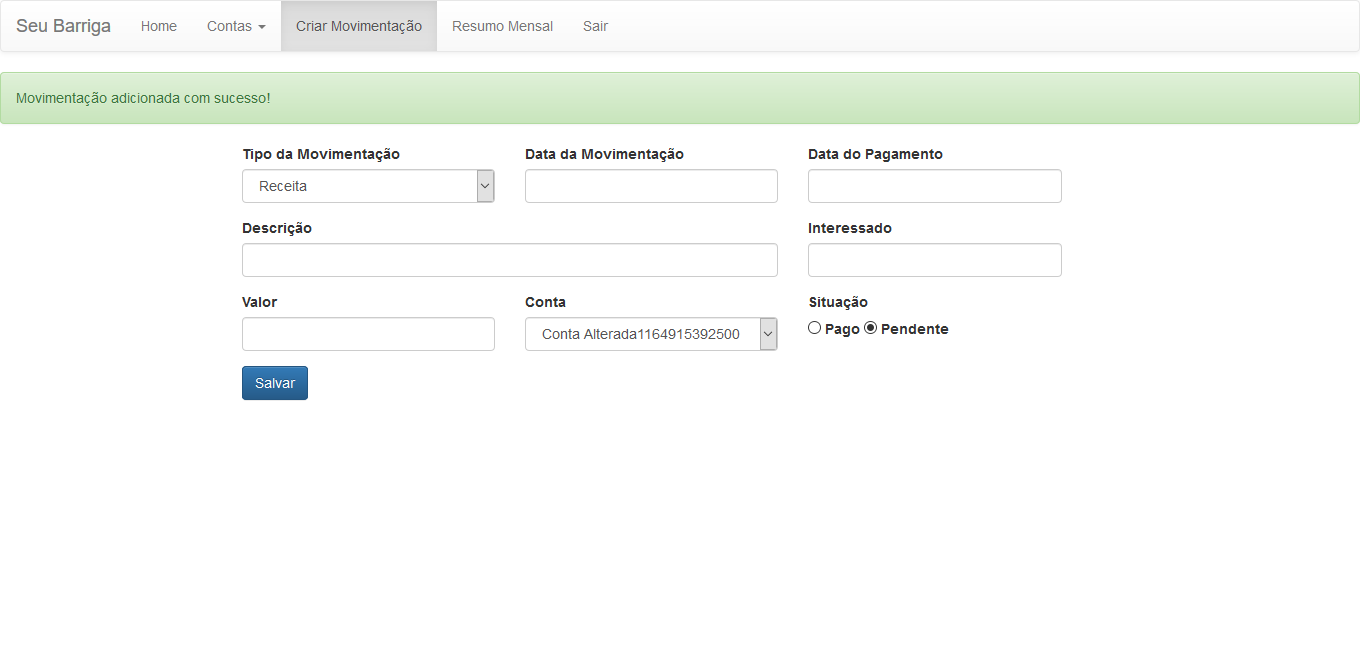 Seu Barriga Home Contas Criar Movimentação Resumo Mensal Sair
Movimentação adicionada com sucesso!
Tipo da Movimentação Data da Movimentação Data do Pagamento
Receita
Descrição Interessado
Valor Conta Situação
Conta Alterada1164915392500 Pago Pendente
Salvar